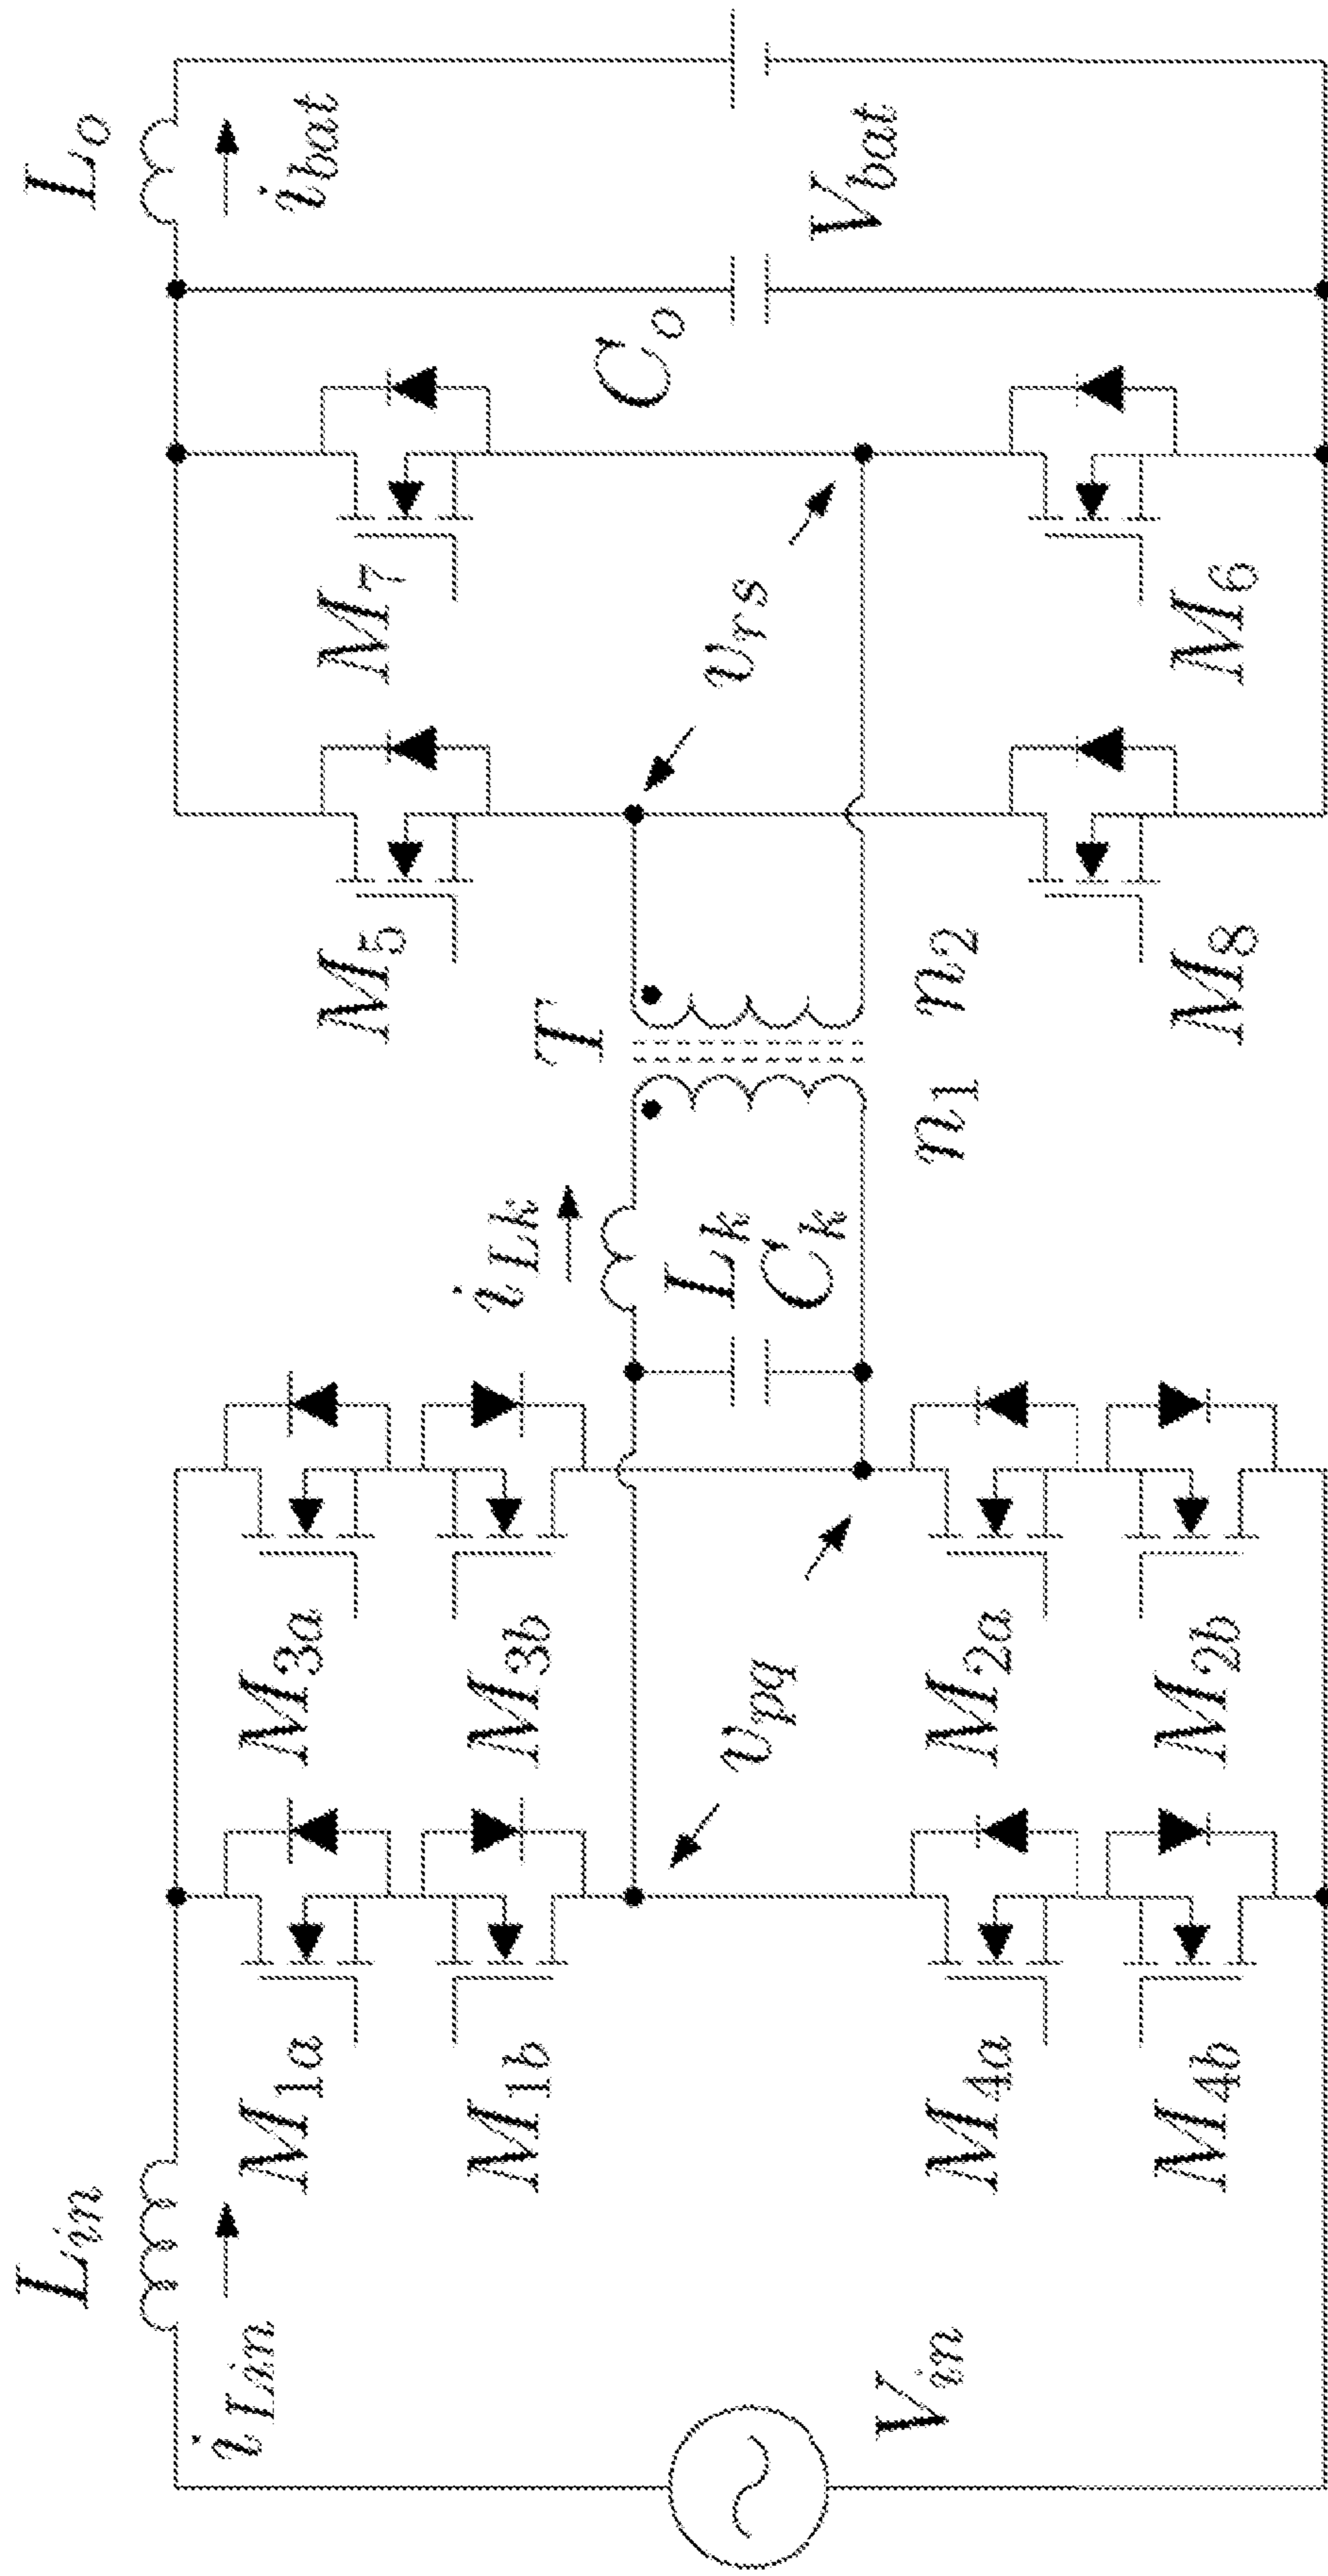 L_in
i_Lin
V_in
M_1a
M_1b
M_4a
M_4b
M_3a
M_3b
M_2a
M_2b
v_pq
i_Lk
L_k
C_k
T
n_1 n_2
M_5
M_8
M_7
M_6
v_rs
C_o
L_o
i_bat
V_bat